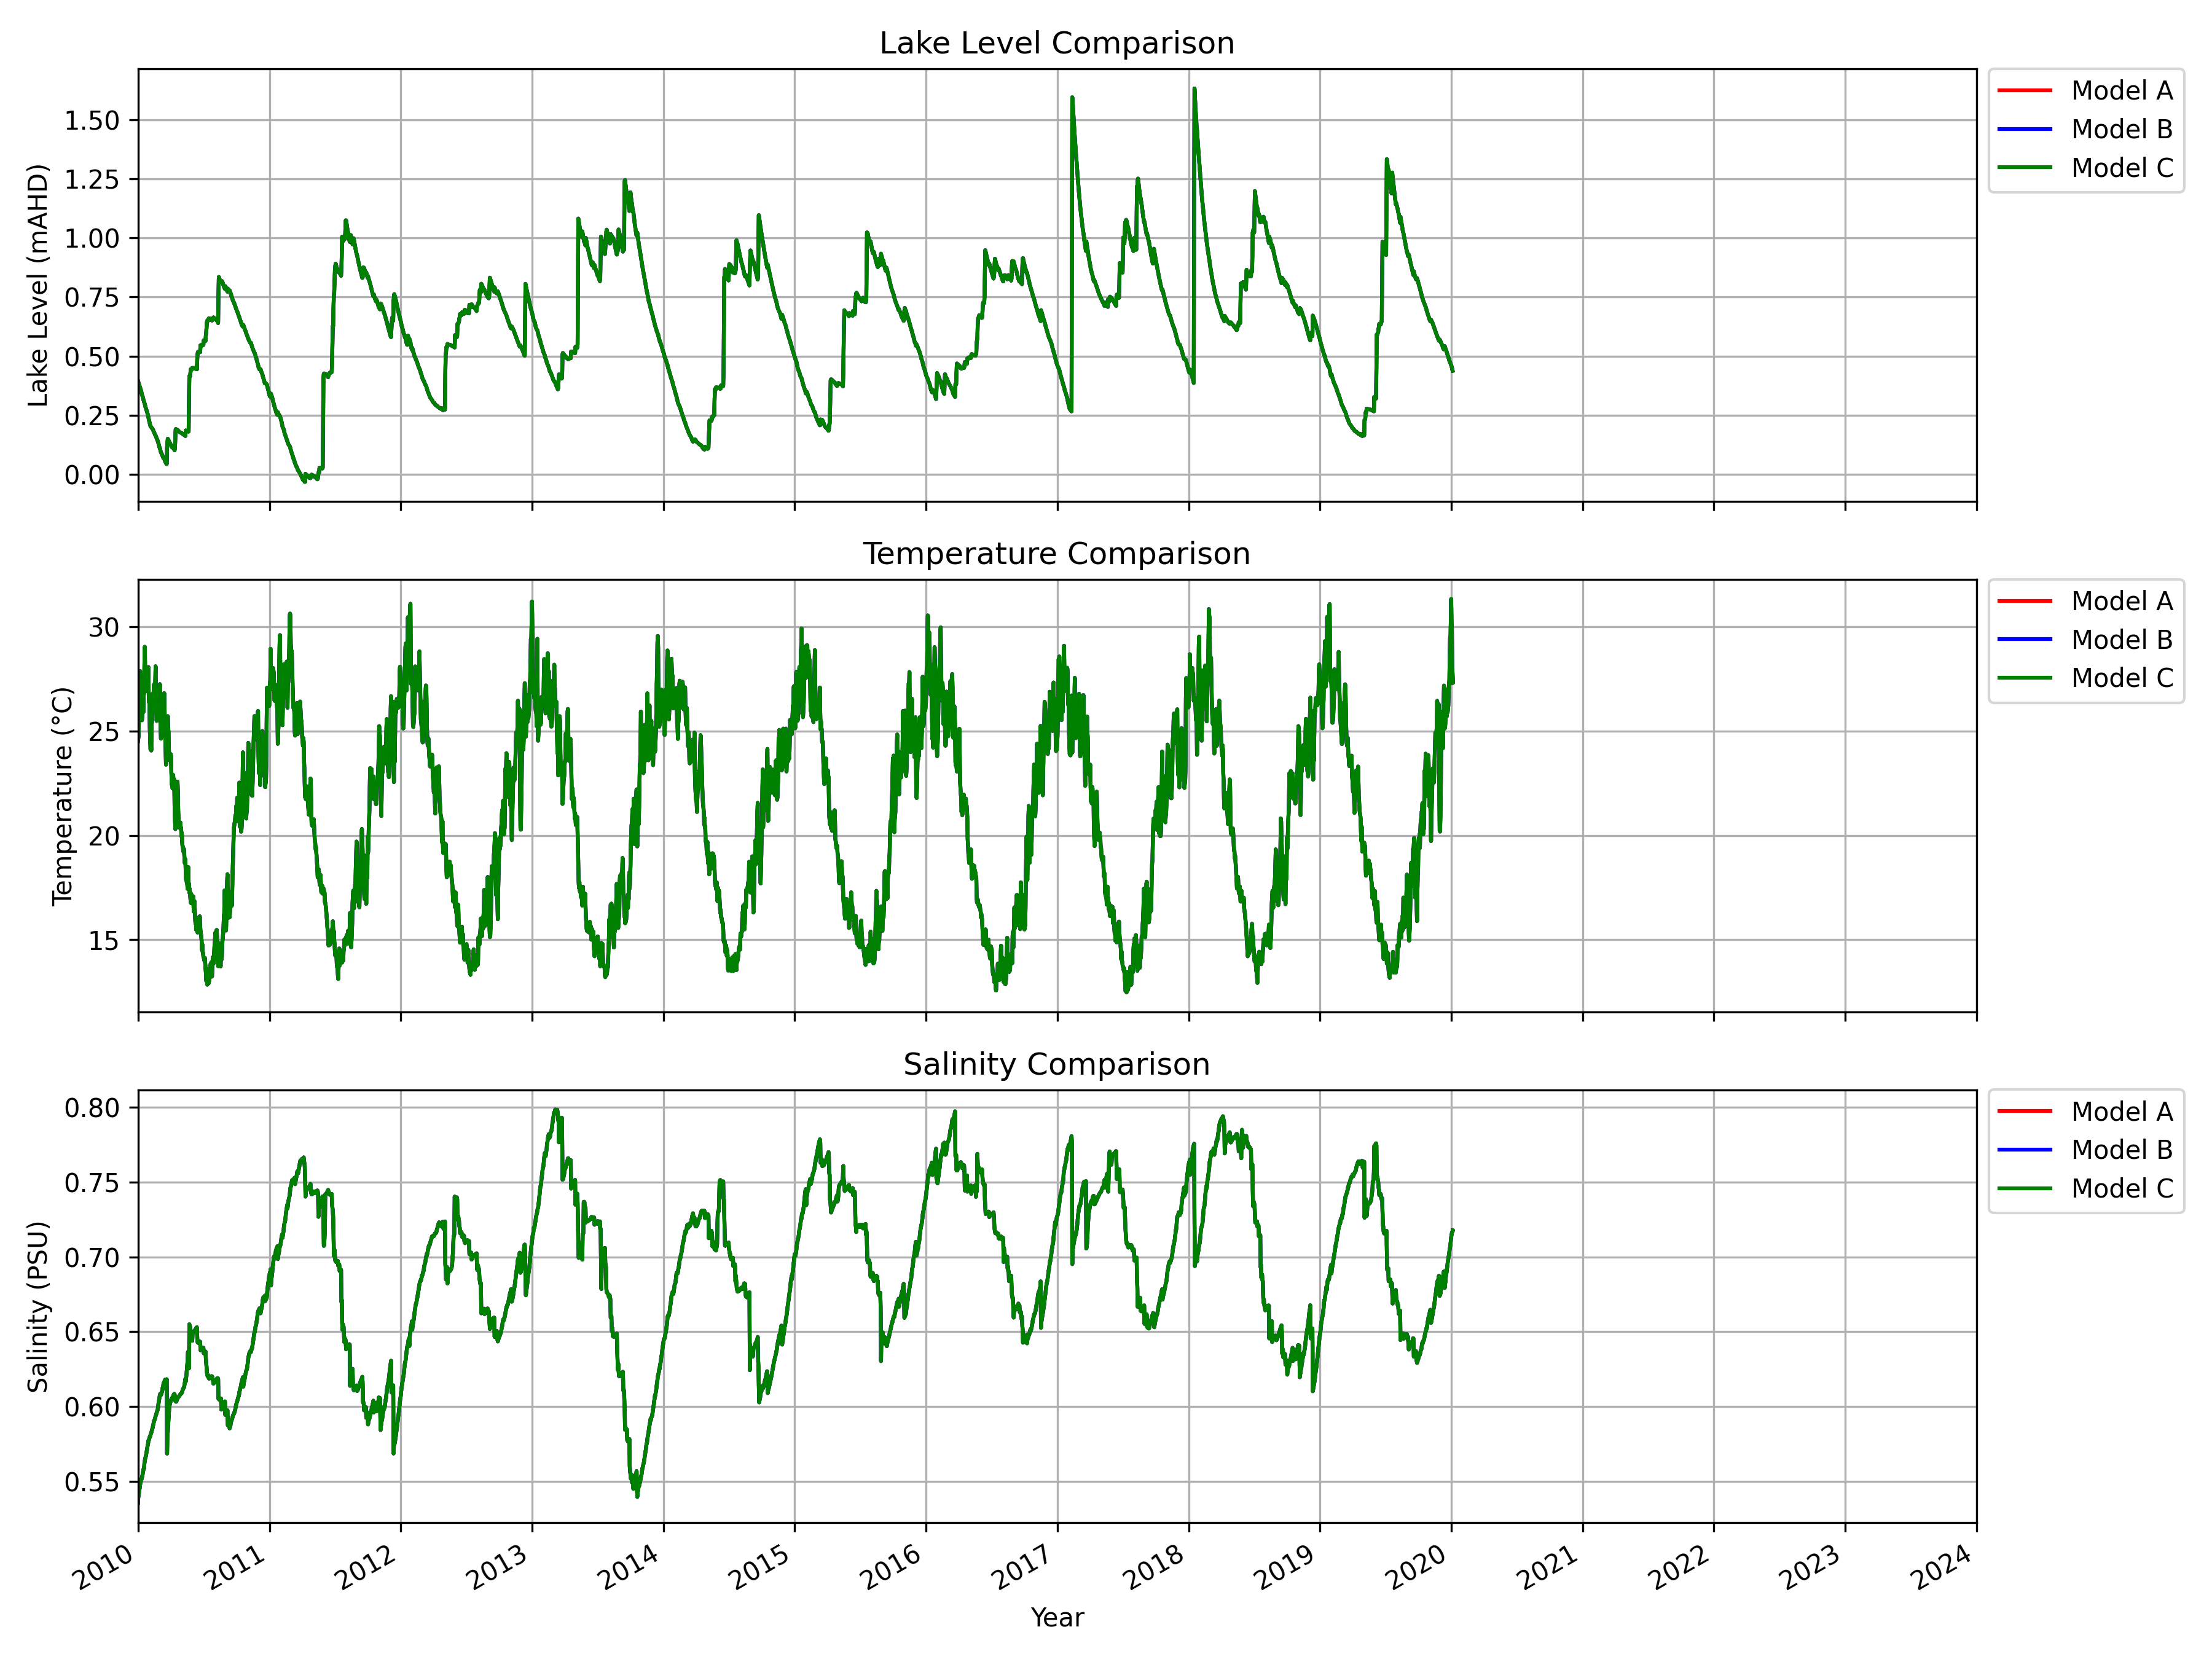 Lake Level Comparison
Lake Level (mAHD)
1.50
1.25
1.00
0.75
0.50
0.25
0.00
Model A
Model B
Model C
Temperature Comparison
Temperature (°C)
30
25
20
15
Model A
Model B
Model C
Salinity Comparison
Salinity (PSU)
0.80
0.75
0.70
0.65
0.60
0.55
Model A
Model B
Model C
2010 2011 2012 2013 2014 2015 2016 2017 2018 2019 2020 2021 2022 2023 2024
Year